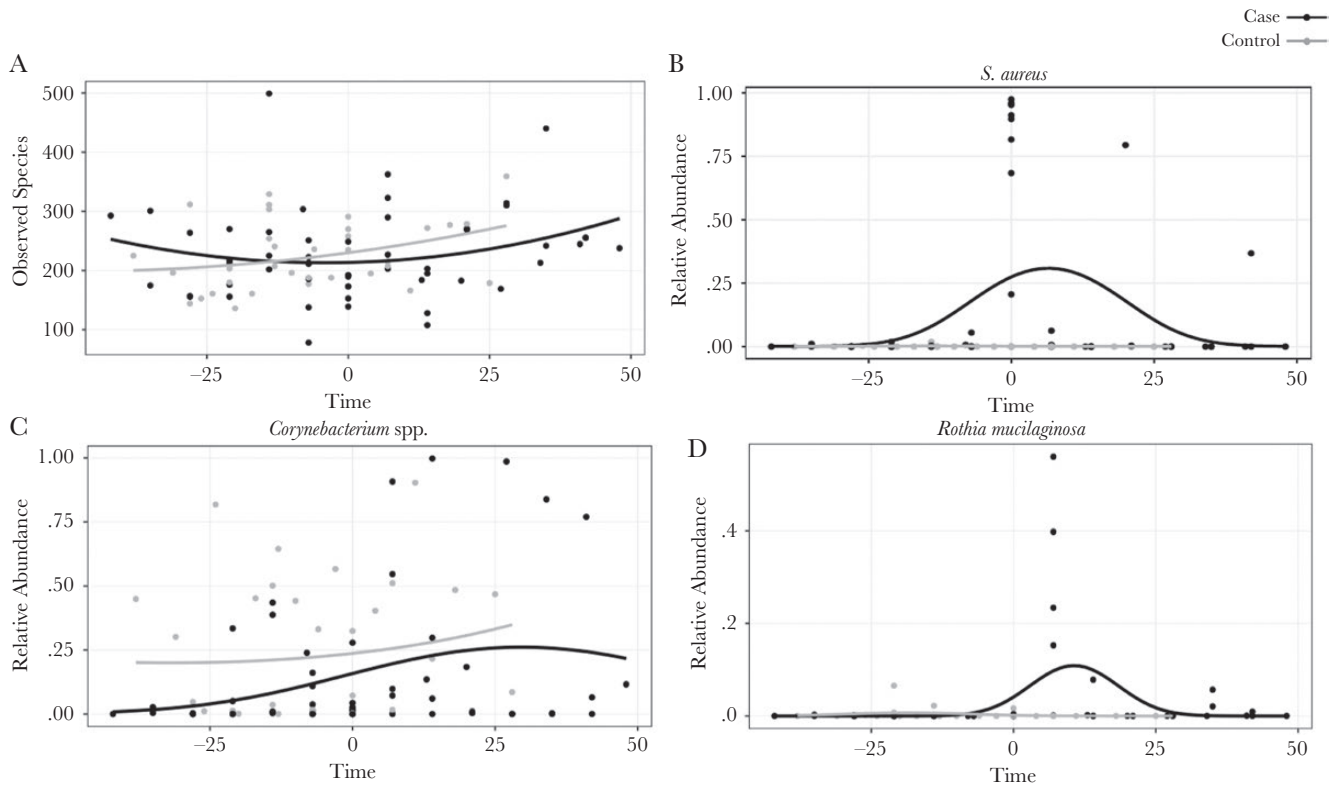 Case
Control
A
Observed Species
500
400
300
200
100
−25
0
25
50
Time
B
S. aureus
Relative Abundance
1.00
.75
.50
.25
.00
−25
0
25
50
Time
C
Corynebacterium spp.
Relative Abundance
1.00
.75
.50
.25
.00
−25
0
25
50
Time
D
Rothia mucilaginosa
Relative Abundance
.4
.2
.0
−25
0
25
50
Time